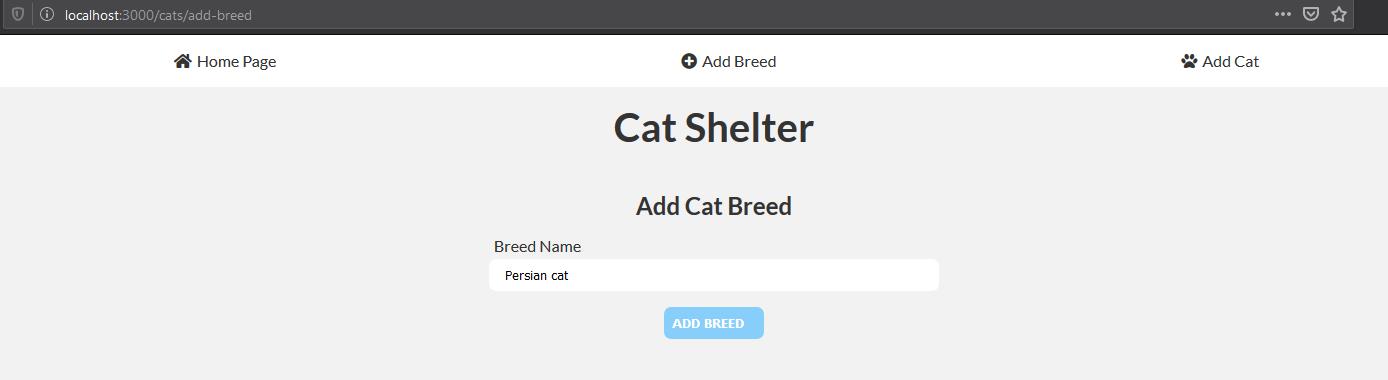 localhost:3000/cats/add-breed
Home Page Add Breed Add Cat
Cat Shelter
Add Cat Breed
Breed Name
Persian cat
ADD BREED